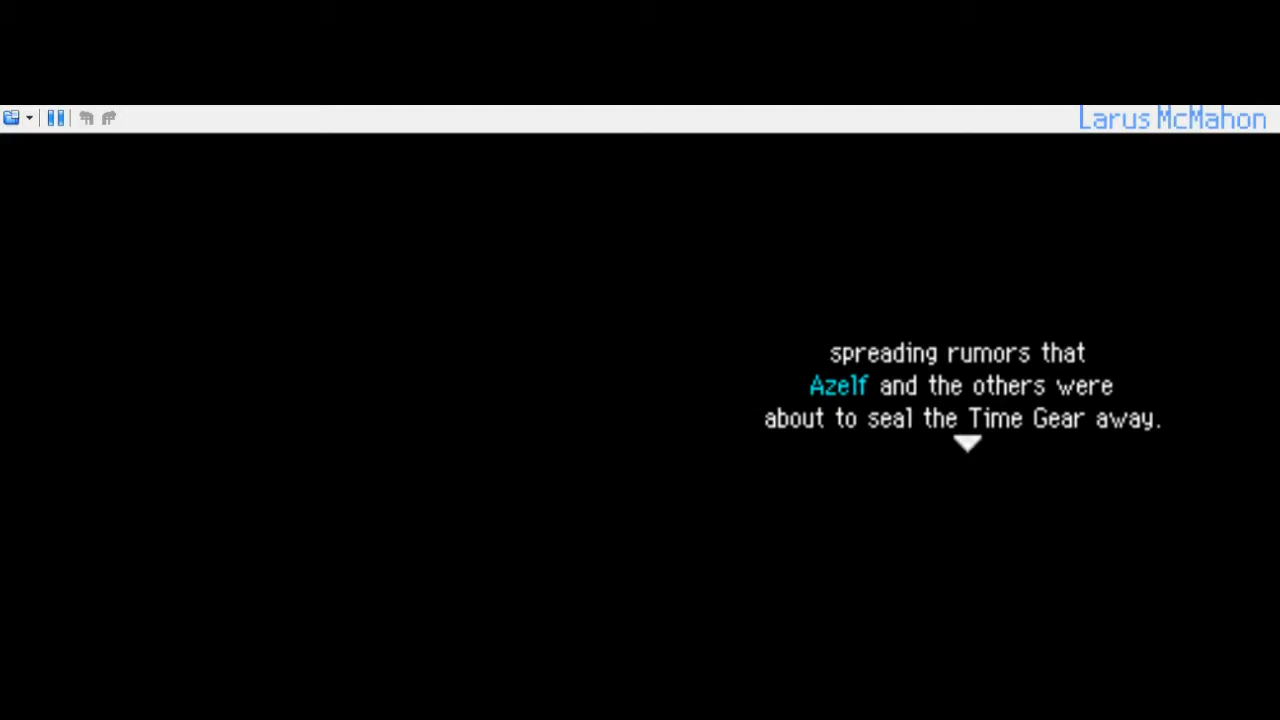 Larus McMahon
spreading rumors that
Azelf and the others were
about to seal the Time Gear away.